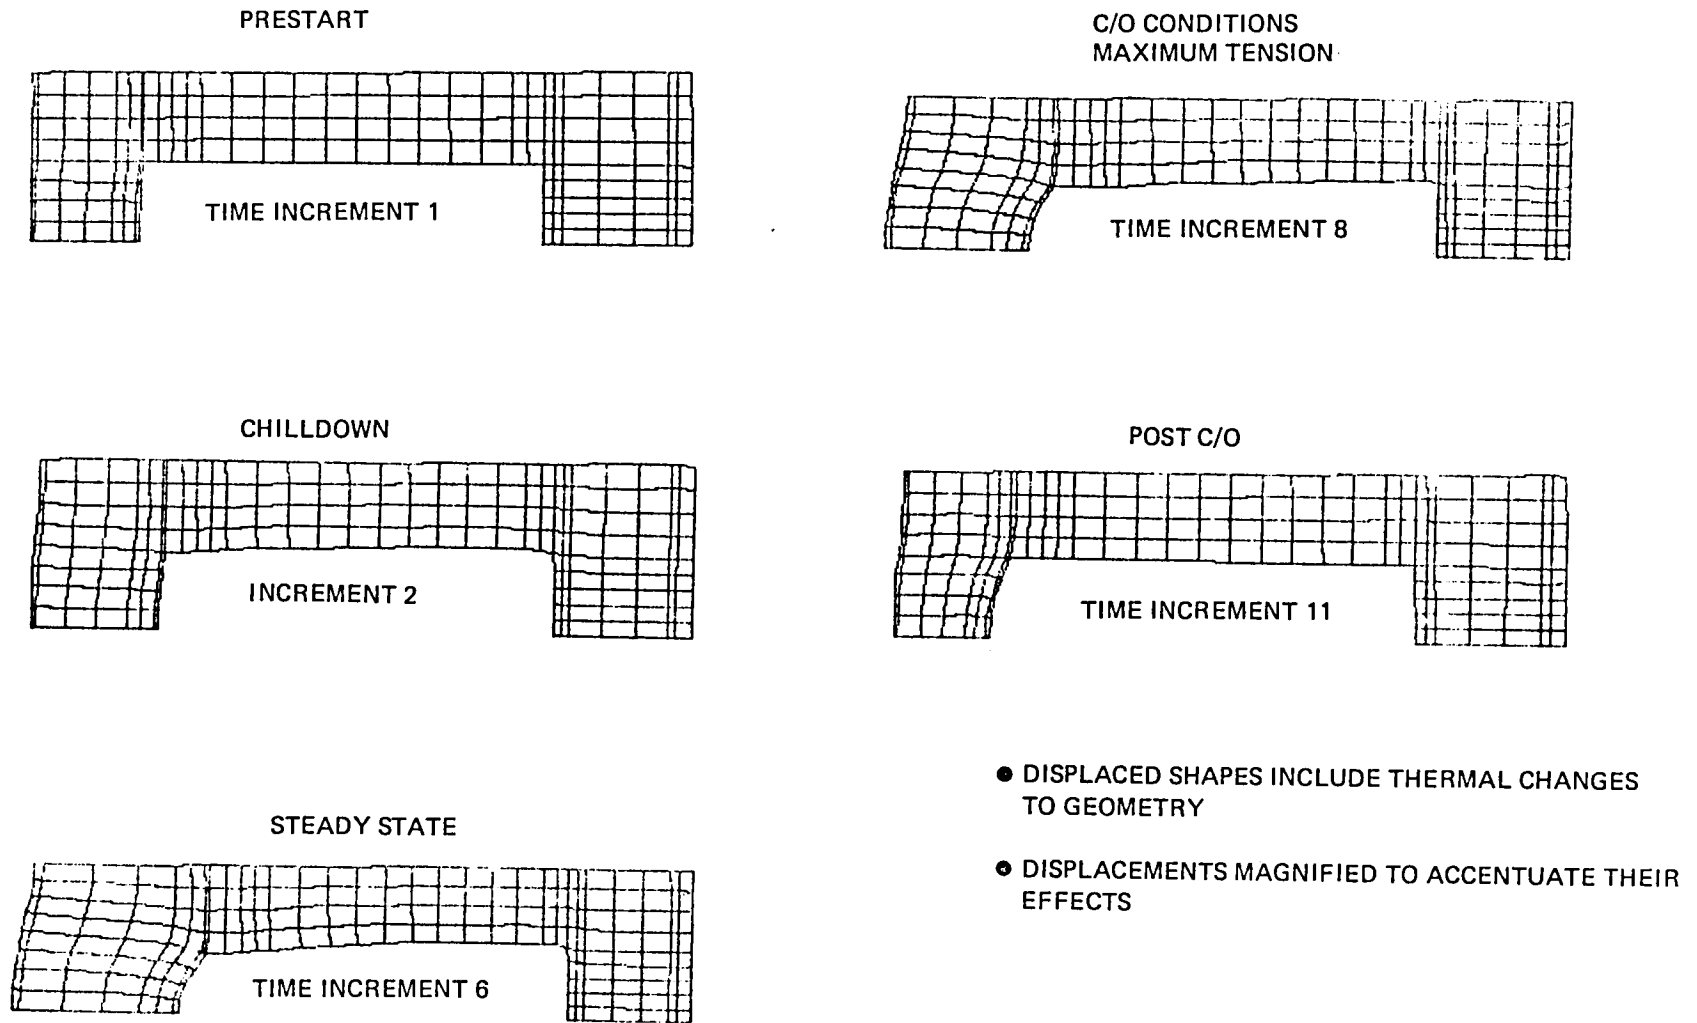 PRESTART
TIME INCREMENT 1
CHILLDOWN
INCREMENT 2
STEADY STATE
TIME INCREMENT 6
C/O CONDITIONS
MAXIMUM TENSION
TIME INCREMENT 8
POST C/O
TIME INCREMENT 11
● DISPLACED SHAPES INCLUDE THERMAL CHANGES
TO GEOMETRY
● DISPLACEMENTS MAGNIFIED TO ACCENTUATE THEIR
EFFECTS